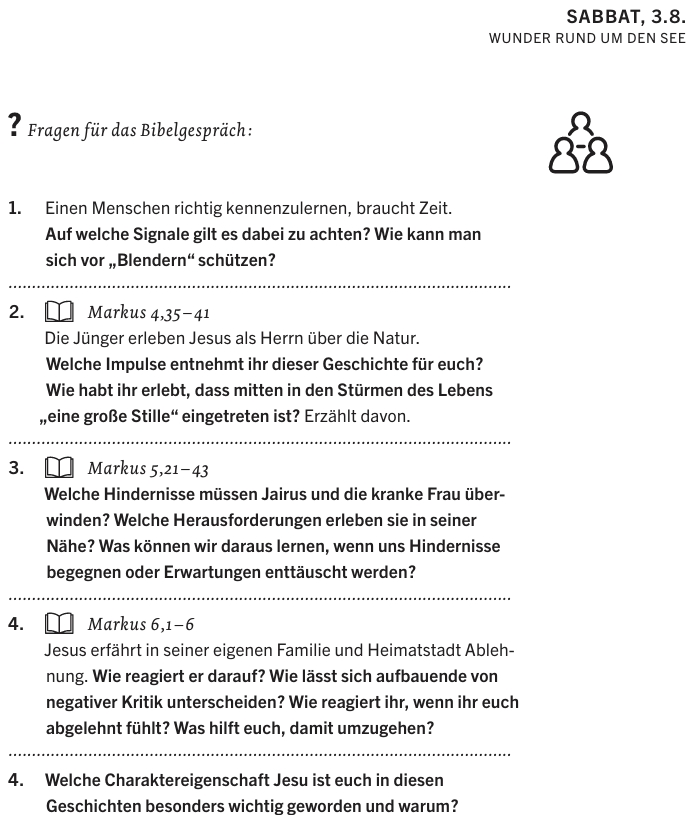 SABBAT, 3.8.
WUNDER RUND UM DEN SEE
? Fragen für das Bibelgespräch:
1. Einen Menschen richtig kennenzulernen, braucht Zeit.
Auf welche Signale gilt es dabei zu achten? Wie kann man
sich vor „Blendern“ schützen?
2. Markus 4,35–41
Die Jünger erleben Jesus als Herrn über die Natur.
Welche Impulse entnehmt ihr dieser Geschichte für euch?
Wie habt ihr erlebt, dass mitten in den Stürmen des Lebens
„eine große Stille“ eingetreten ist? Erzählt davon.
3. Markus 5,21–43
Welche Hindernisse müssen Jairus und die kranke Frau über-
winden? Welche Herausforderungen erleben sie in seiner
Nähe? Was können wir daraus lernen, wenn uns Hindernisse
begegnen oder Erwartungen enttäuscht werden?
4. Markus 6,1–6
Jesus erfährt in seiner eigenen Familie und Heimatstadt Ableh-
nung. Wie reagiert er darauf? Wie lässt sich aufbauende von
negativer Kritik unterscheiden? Wie reagiert ihr, wenn ihr euch
abgelehnt fühlt? Was hilft euch, damit umzugehen?
4. Welche Charaktereigenschaft Jesu ist euch in diesen
Geschichten besonders wichtig geworden und warum?